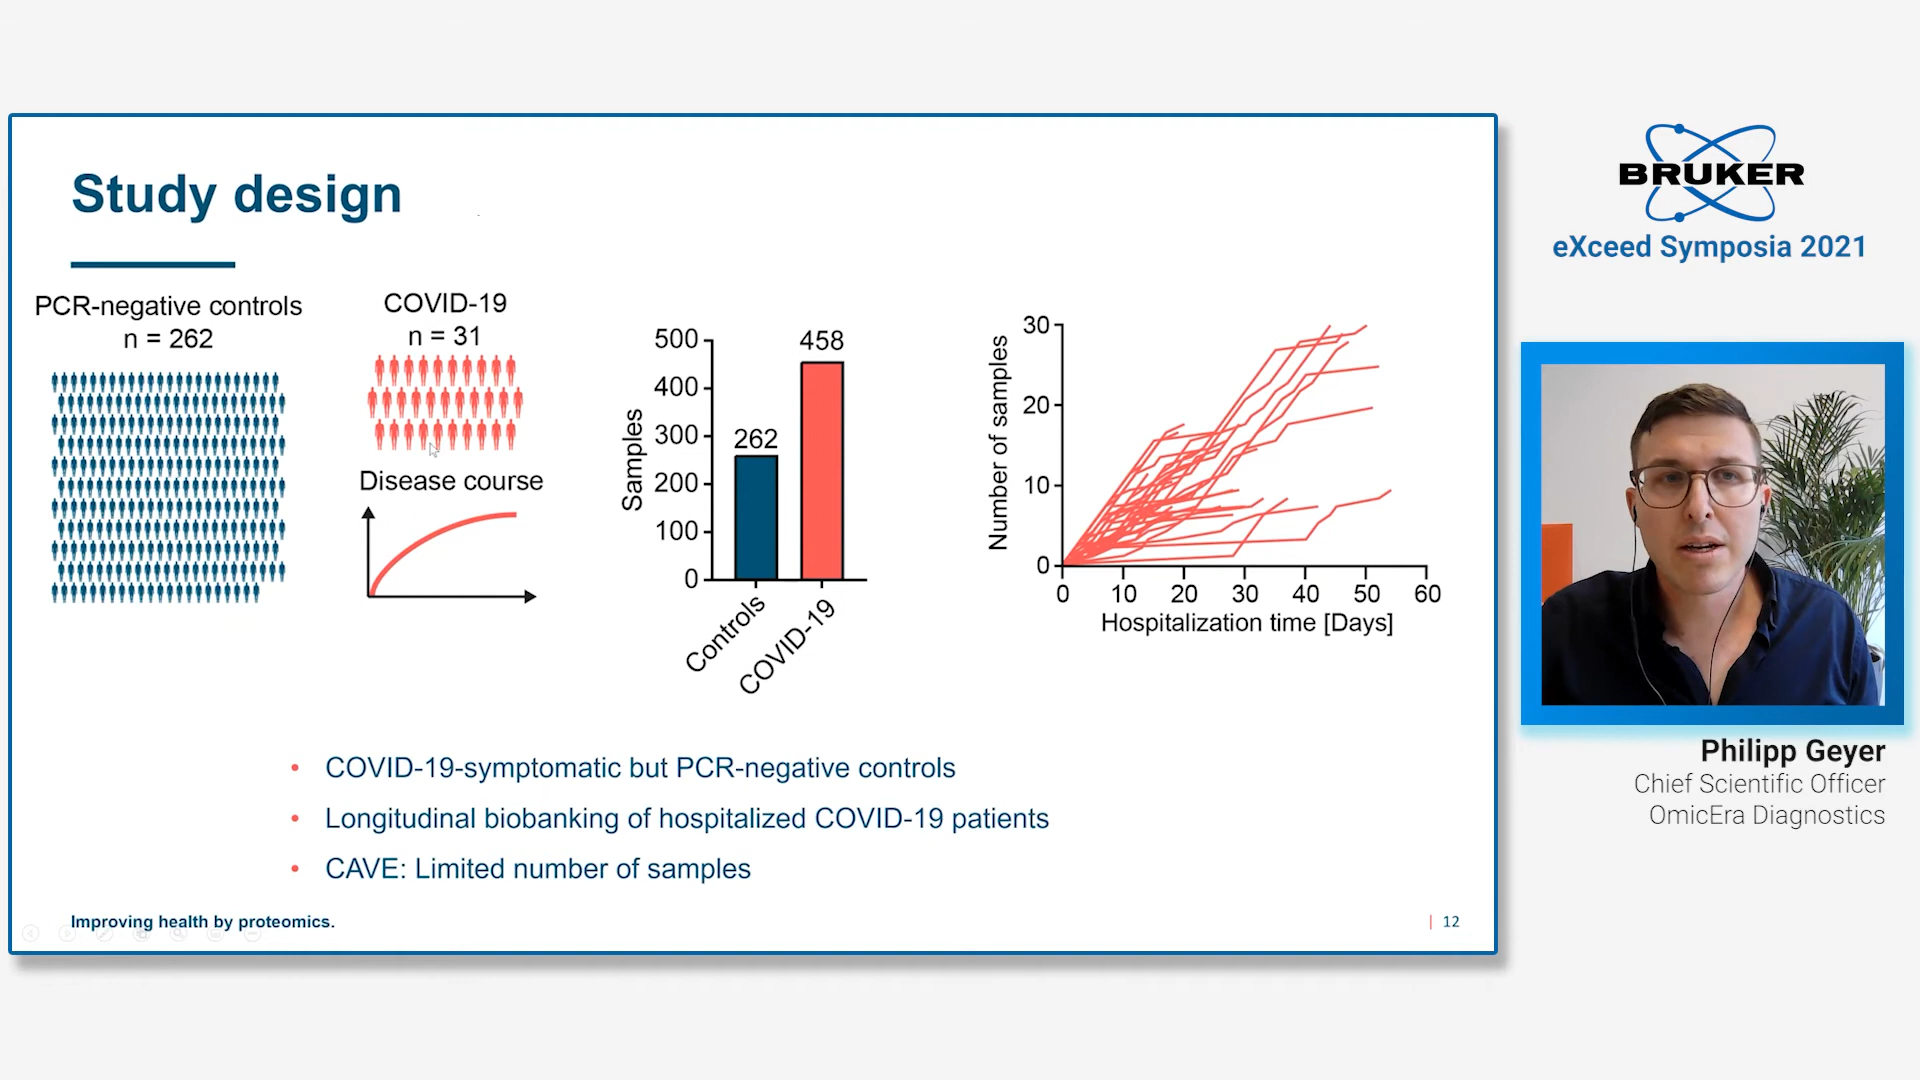 Study design
PCR-negative controls
n = 262
COVID-19
n = 31
Disease course
Samples
500
400
300
200
100
0
262
458
Controls
COVID-19
Number of samples
30
20
10
0
0 10 20 30 40 50 60
Hospitalization time [Days]
• COVID-19-symptomatic but PCR-negative controls
• Longitudinal biobanking of hospitalized COVID-19 patients
• CAVE: Limited number of samples
Improving health by proteomics.
| 12
BRUKER
eXceed Symposia 2021
Philipp Geyer
Chief Scientific Officer
OmicEra Diagnostics